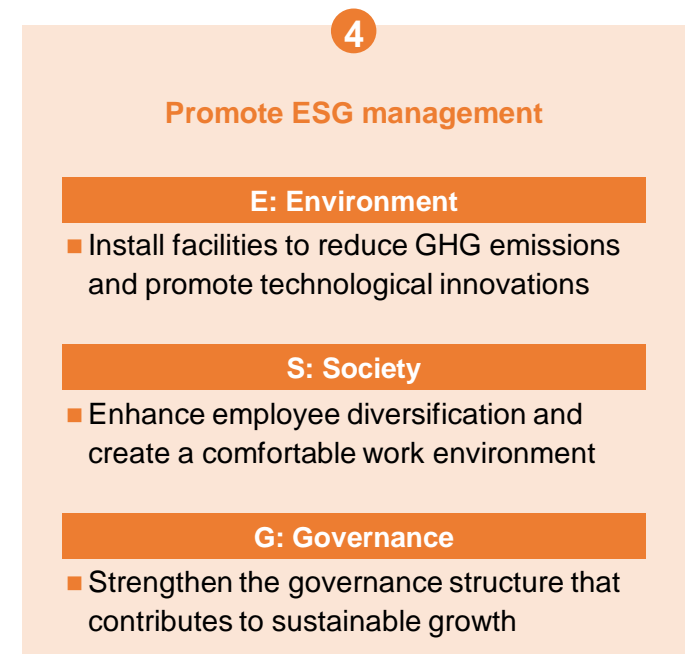 4
Promote ESG management
E: Environment
■ Install facilities to reduce GHG emissions
and promote technological innovations
S: Society
■ Enhance employee diversification and
create a comfortable work environment
G: Governance
■ Strengthen the governance structure that
contributes to sustainable growth